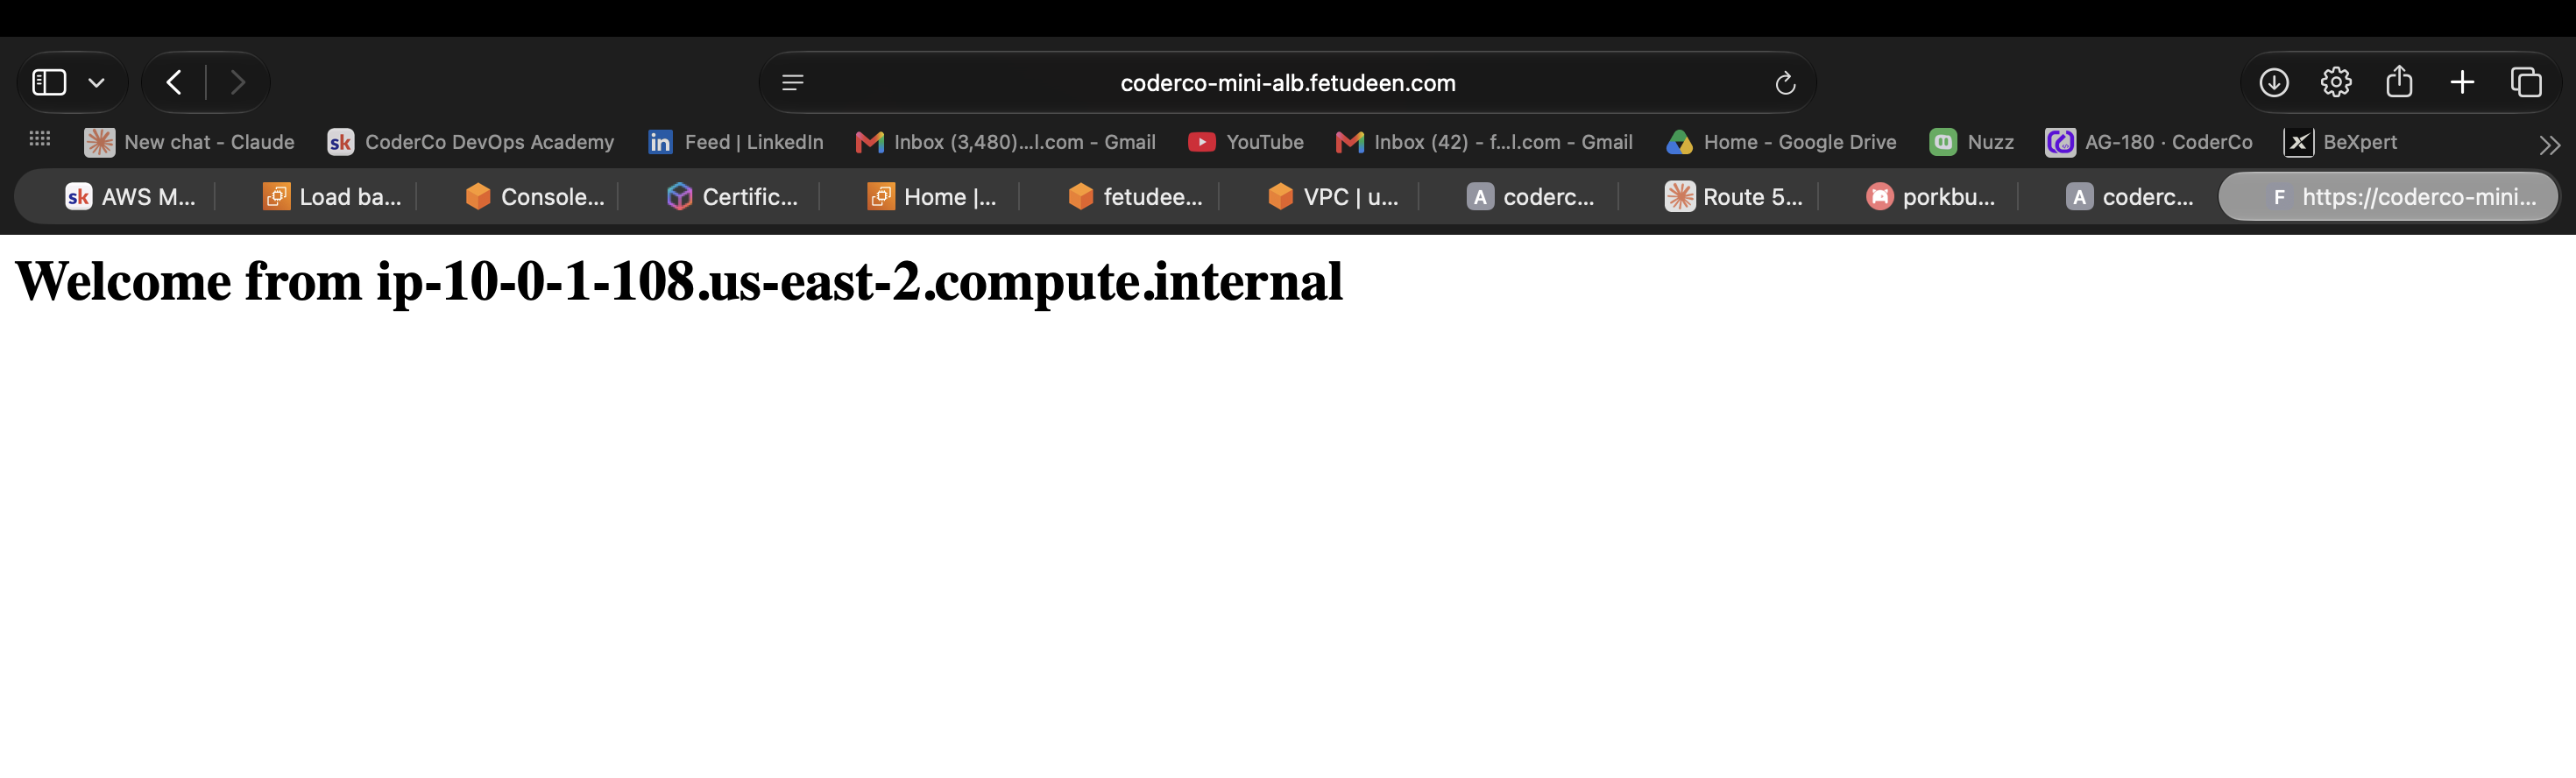 coderco-mini-alb.fetudeen.com
New chat - Claude sk CoderCo DevOps Academy in Feed | LinkedIn Inbox (3,480)...l.com - Gmail YouTube Inbox (42) - f...l.com - Gmail Home - Google Drive Nuzz AG-180 · CoderCo BeXpert
sk AWS M... Load ba... Console... Certific... Home |... fetudee... VPC | u... A coderc... Route 5... porkbu... A coderc... F https://coderco-mini...
Welcome from ip-10-0-1-108.us-east-2.compute.internal